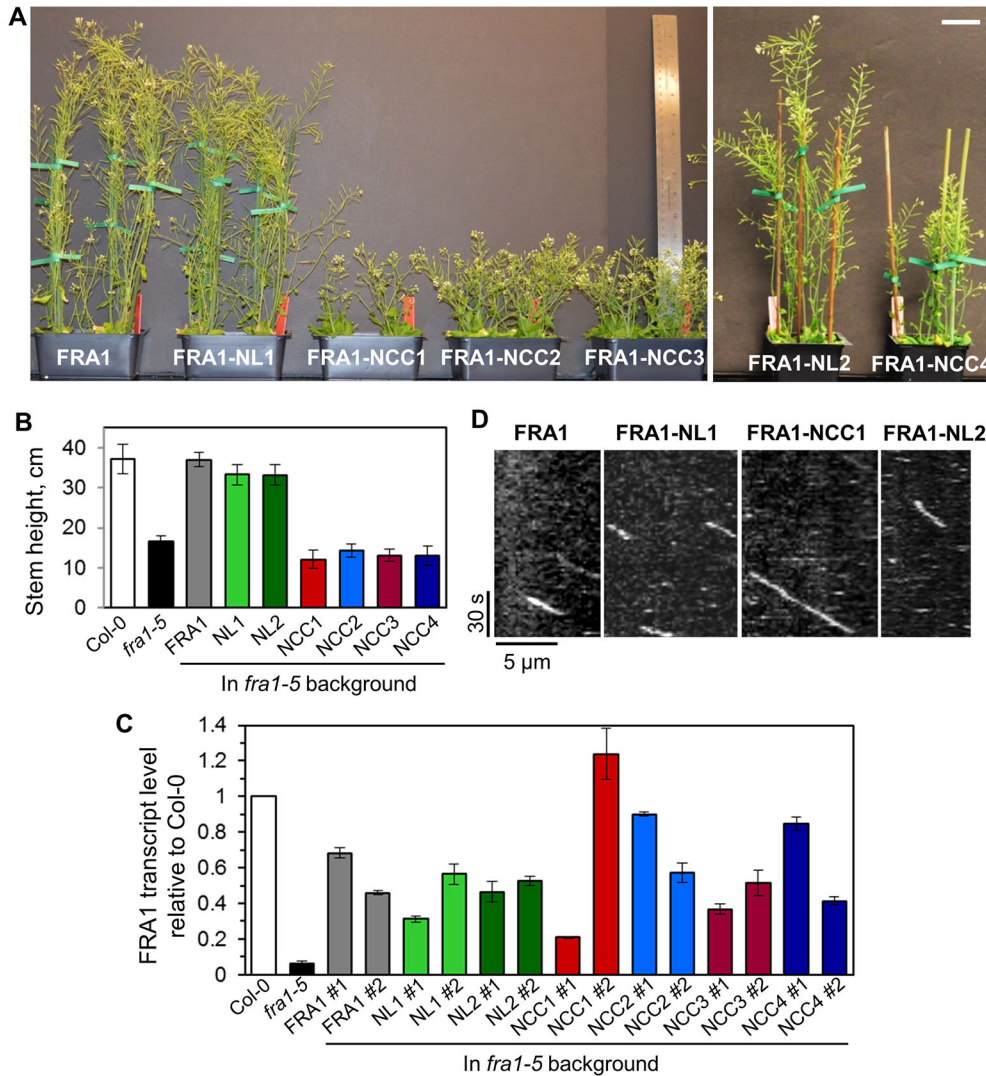 A
FRA1
FRA1-NL1
FRA1-NCC1
FRA1-NCC2
FRA1-NCC3
FRA1-NL2
FRA1-NCC4
B
Stem height, cm
40
30
20
10
0
Col-0
fra1-5
FRA1
NL1
NL2
NCC1
NCC2
NCC3
NCC4
In fra1-5 background
D
FRA1
FRA1-NL1
FRA1-NCC1
FRA1-NL2
30 s
5 μm
C
FRA1 transcript level
relative to Col-0
1.4
1.2
1
0.8
0.6
0.4
0.2
0
Col-0
fra1-5
FRA1 #1
FRA1 #2
NL1 #1
NL1 #2
NL2 #1
NL2 #2
NCC1 #1
NCC1 #2
NCC2 #1
NCC2 #2
NCC3 #1
NCC3 #2
NCC4 #1
NCC4 #2
In fra1-5 background